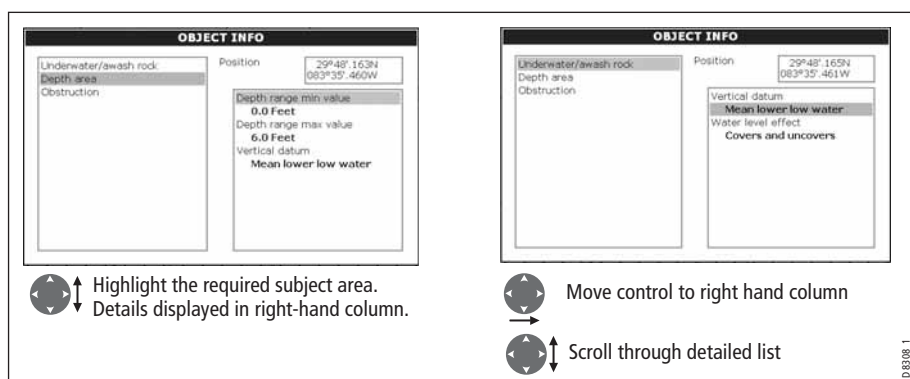 OBJECT INFO
Underwater/awash rock
Depth area
Obstruction
Position
29°48'.163N
083°35'.460W
Depth range min value
0.0 Feet
Depth range max value
6.0 Feet
Vertical datum
Mean lower low water
Highlight the required subject area.
Details displayed in right-hand column.
OBJECT INFO
Underwater/awash rock
Depth area
Obstruction
Position
29°48'.165N
083°35'.461W
Vertical datum
Mean lower low water
Water level effect
Covers and uncovers
Move control to right hand column
Scroll through detailed list
D8308 1